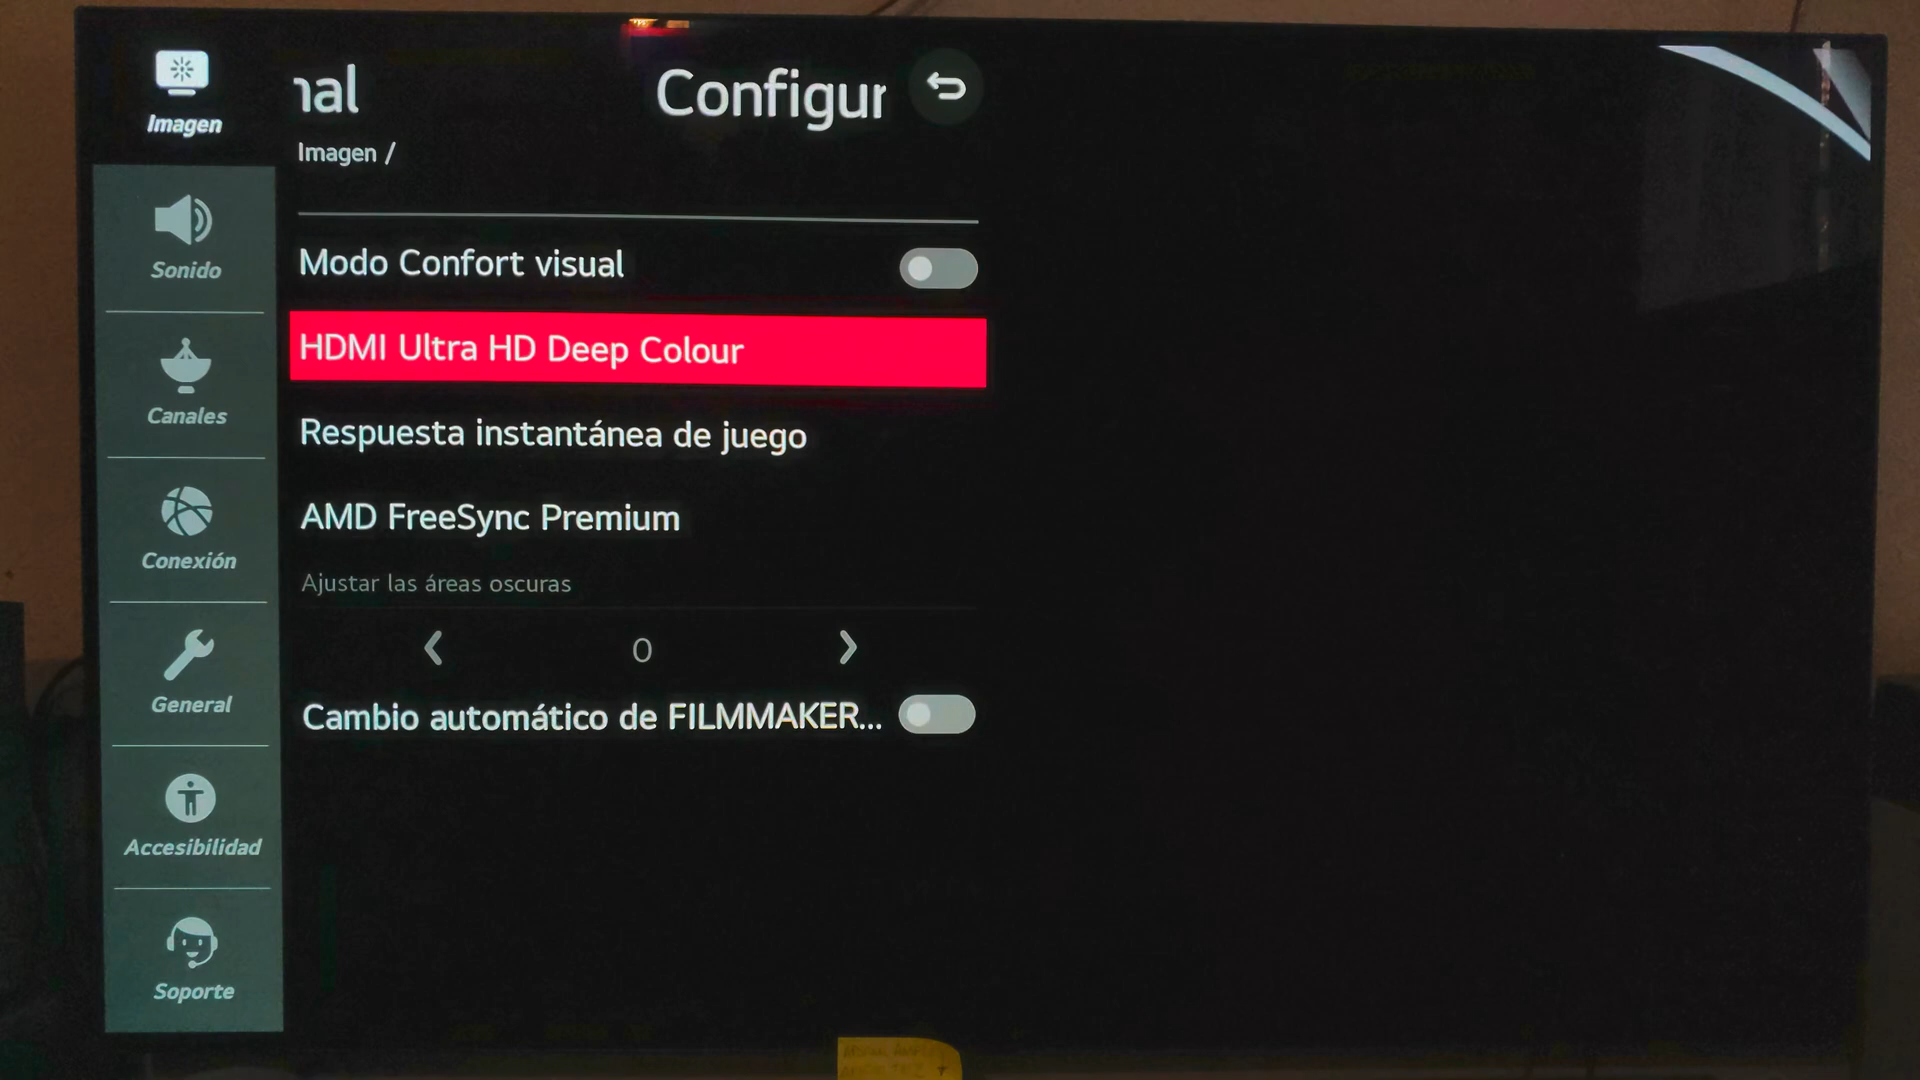 Imagen
Sonido
Canales
Conexión
General
Accesibilidad
Soporte
nal Configur
Imagen /
Modo Confort visual
HDMI Ultra HD Deep Colour
Respuesta instantánea de juego
AMD FreeSync Premium
Ajustar las áreas oscuras
0
Cambio automático de FILMMAKER...